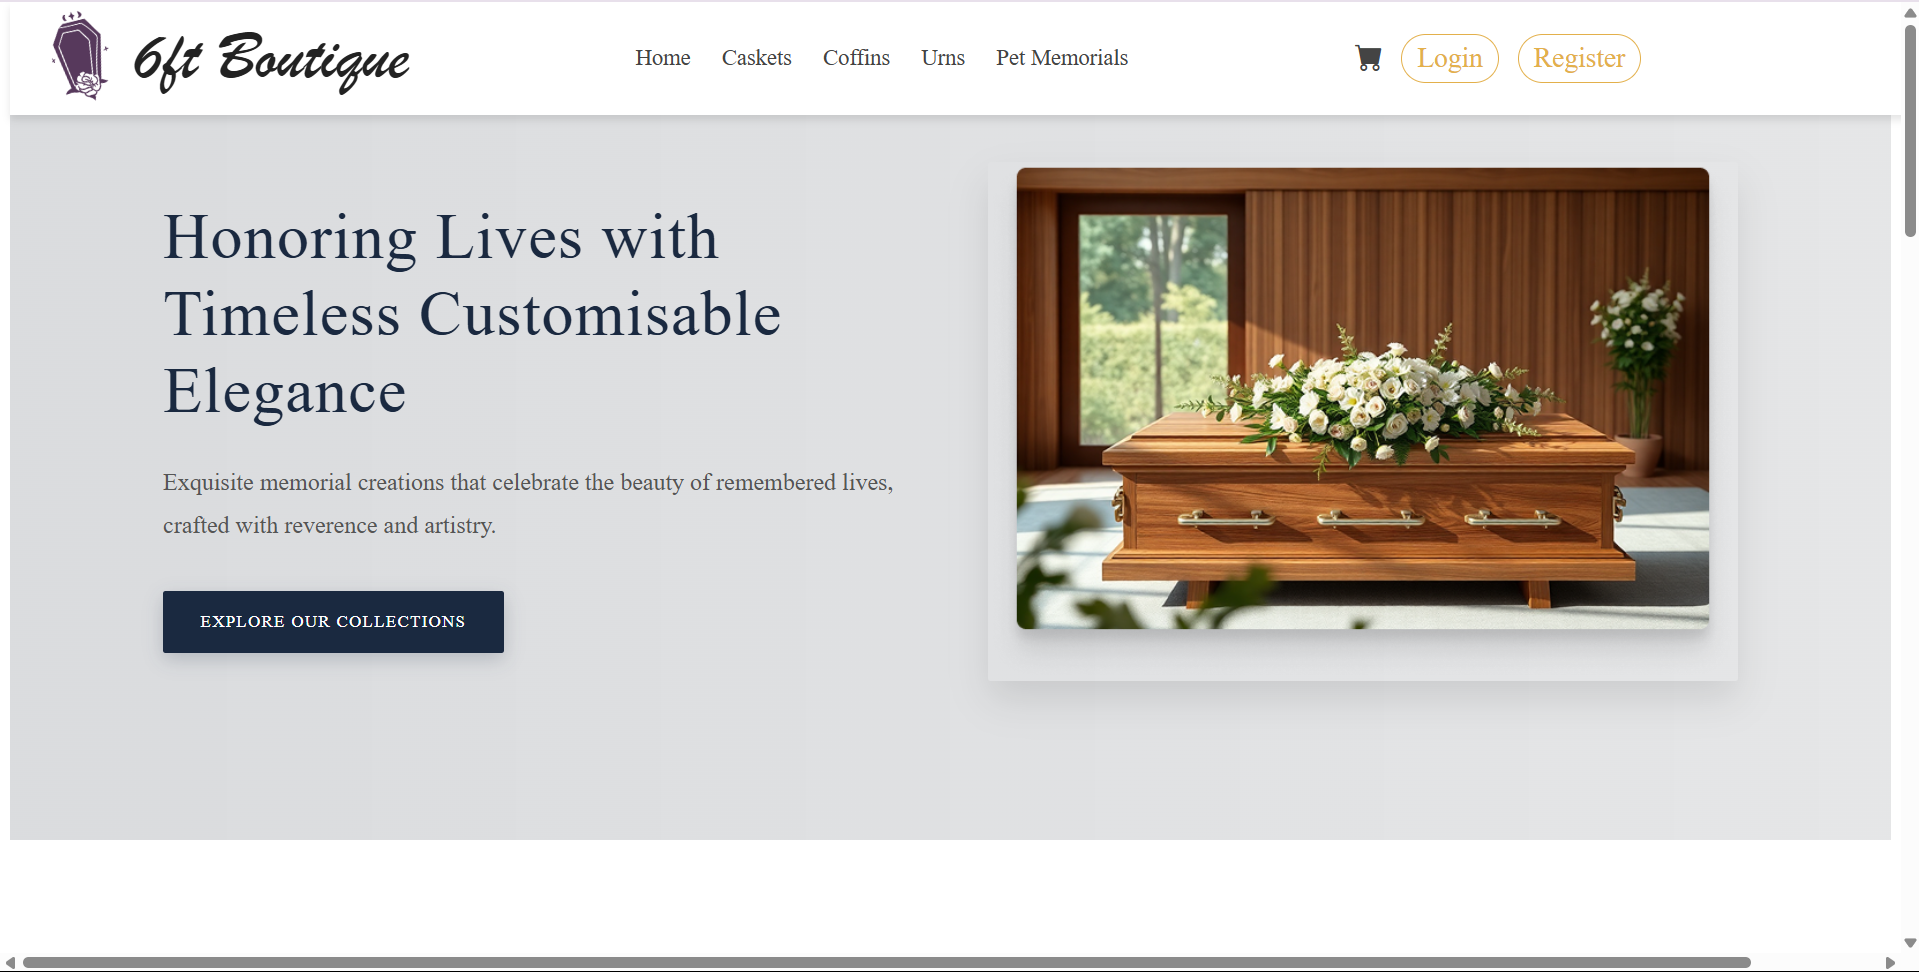 6ft Boutique
Home
Caskets
Coffins
Urns
Pet Memorials
Login
Register
Honoring Lives with
Timeless Customisable
Elegance
Exquisite memorial creations that celebrate the beauty of remembered lives,
crafted with reverence and artistry.
EXPLORE OUR COLLECTIONS